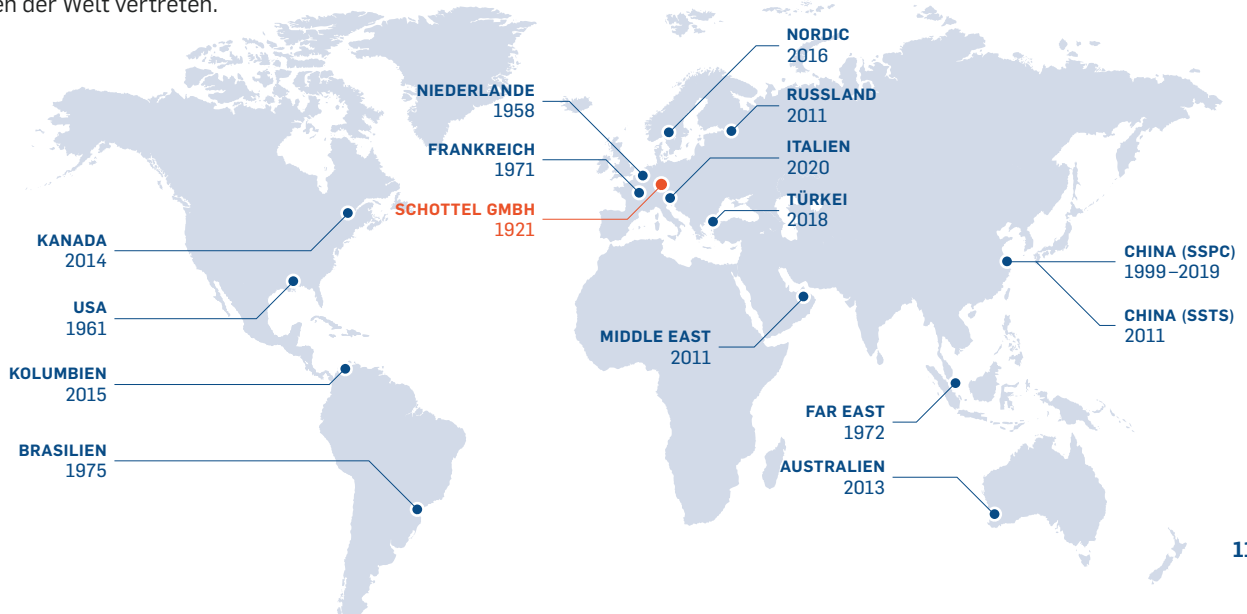 en der Welt vertreten.
NORDIC
2016
NIEDERLANDE
1958
RUSSLAND
2011
FRANKREICH
1971
ITALIEN
2020
SCHOTTEL GMBH
1921
TÜRKEI
2018
KANADA
2014
CHINA (SSPC)
1999–2019
USA
1961
CHINA (SSTS)
2011
MIDDLE EAST
2011
KOLUMBIEN
2015
FAR EAST
1972
BRASILIEN
1975
AUSTRALIEN
2013